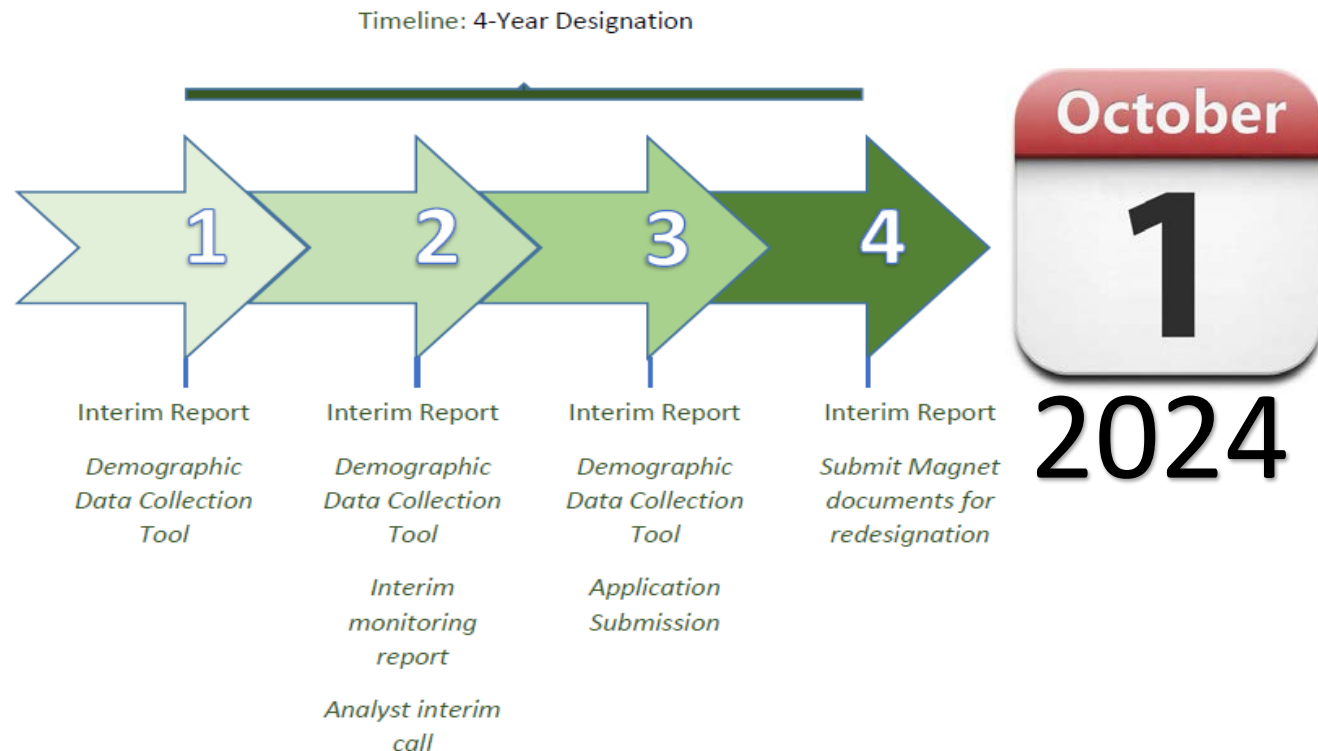 Timeline: 4-Year Designation
October
1
2024
1
2
3
4
Interim Report
Demographic
Data Collection
Tool
Interim Report
Demographic
Data Collection
Tool
Interim
monitoring
report
Analyst interim
call
Interim Report
Demographic
Data Collection
Tool
Application
Submission
Interim Report
Submit Magnet
documents for
redesignation